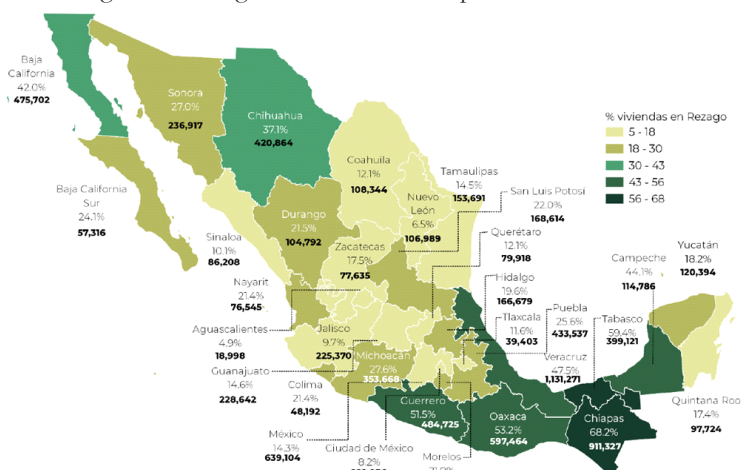 Baja
California
42.0%
475,702
Sonora
27.0%
236,917
Chihuahua
37.1%
420,864
Coahuila
12.1%
108,344
Nuevo
León
6.5%
106,989
Tamaulipas
14.5%
153,691
San Luis Potosí
22.0%
168,614
% viviendas en Rezago
5 - 18
18 - 30
30 - 43
43 - 56
56 - 68
Baja California
Sur
24.1%
57,316
Durango
21.5%
104,792
Sinaloa
10.1%
86,208
Zacatecas
17.5%
77,635
Querétaro
12.1%
79,918
Hidalgo
19.6%
166,679
Campeche
44.1%
114,786
Yucatán
18.2%
120,394
Nayarit
21.4%
76,545
Aguascalientes
4.9%
18,998
Jalisco
9.7%
225,370
Tlaxcala
11.6%
39,403
Puebla
25.6%
433,537
Tabasco
59.4%
399,121
Guanajuato
14.6%
228,642
Michoacán
27.6%
353,668
Veracruz
47.5%
1,131,271
Colima
21.4%
48,192
Guerrero
51.5%
484,725
Oaxaca
53.2%
597,464
Chiapas
68.2%
911,327
Quintana Roo
17.4%
97,724
México
14.3%
639,104
Ciudad de México
8.2%
Morelos